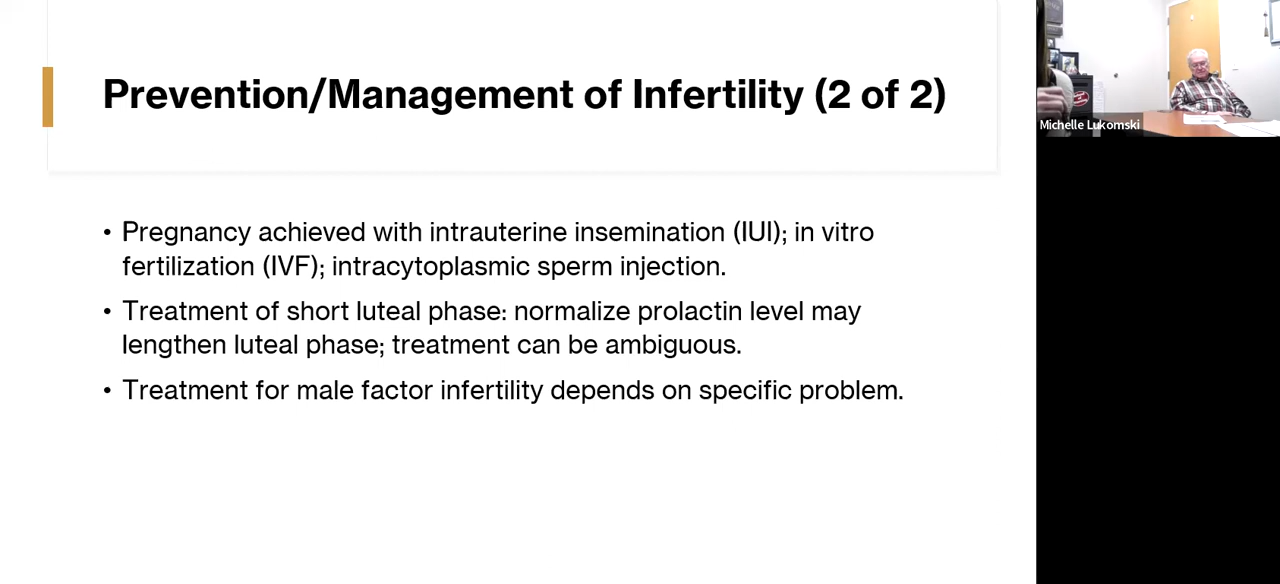 Prevention/Management of Infertility (2 of 2)
• Pregnancy achieved with intrauterine insemination (IUI); in vitro
fertilization (IVF); intracytoplasmic sperm injection.
• Treatment of short luteal phase: normalize prolactin level may
lengthen luteal phase; treatment can be ambiguous.
• Treatment for male factor infertility depends on specific problem.
Michelle Lukomski